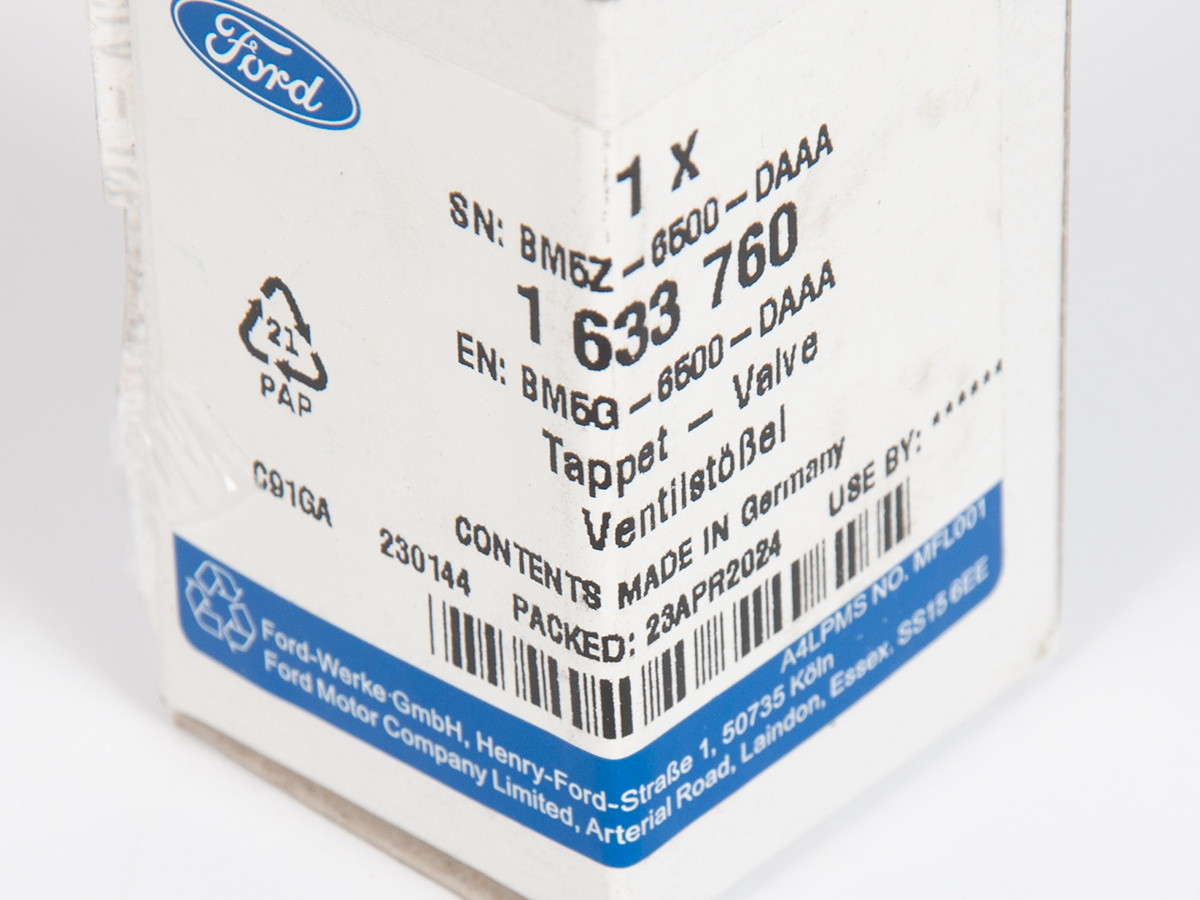 Ford
1 X
SN: BM5Z-6500-DAAA
1 633 760
EN: BM5G-6500-DAAA
Tappet - Valve
Ventilstößel
21
PAP
C91GA
CONTENTS MADE IN Germany
230144 PACKED: 23APR2024 USE BY: ******
A4LPMS NO. MFL001
Ford-Werke GmbH, Henry-Ford-Straße 1, 50735 Köln
Ford Motor Company Limited, Arterial Road, Laindon, Essex. SS15 6EE